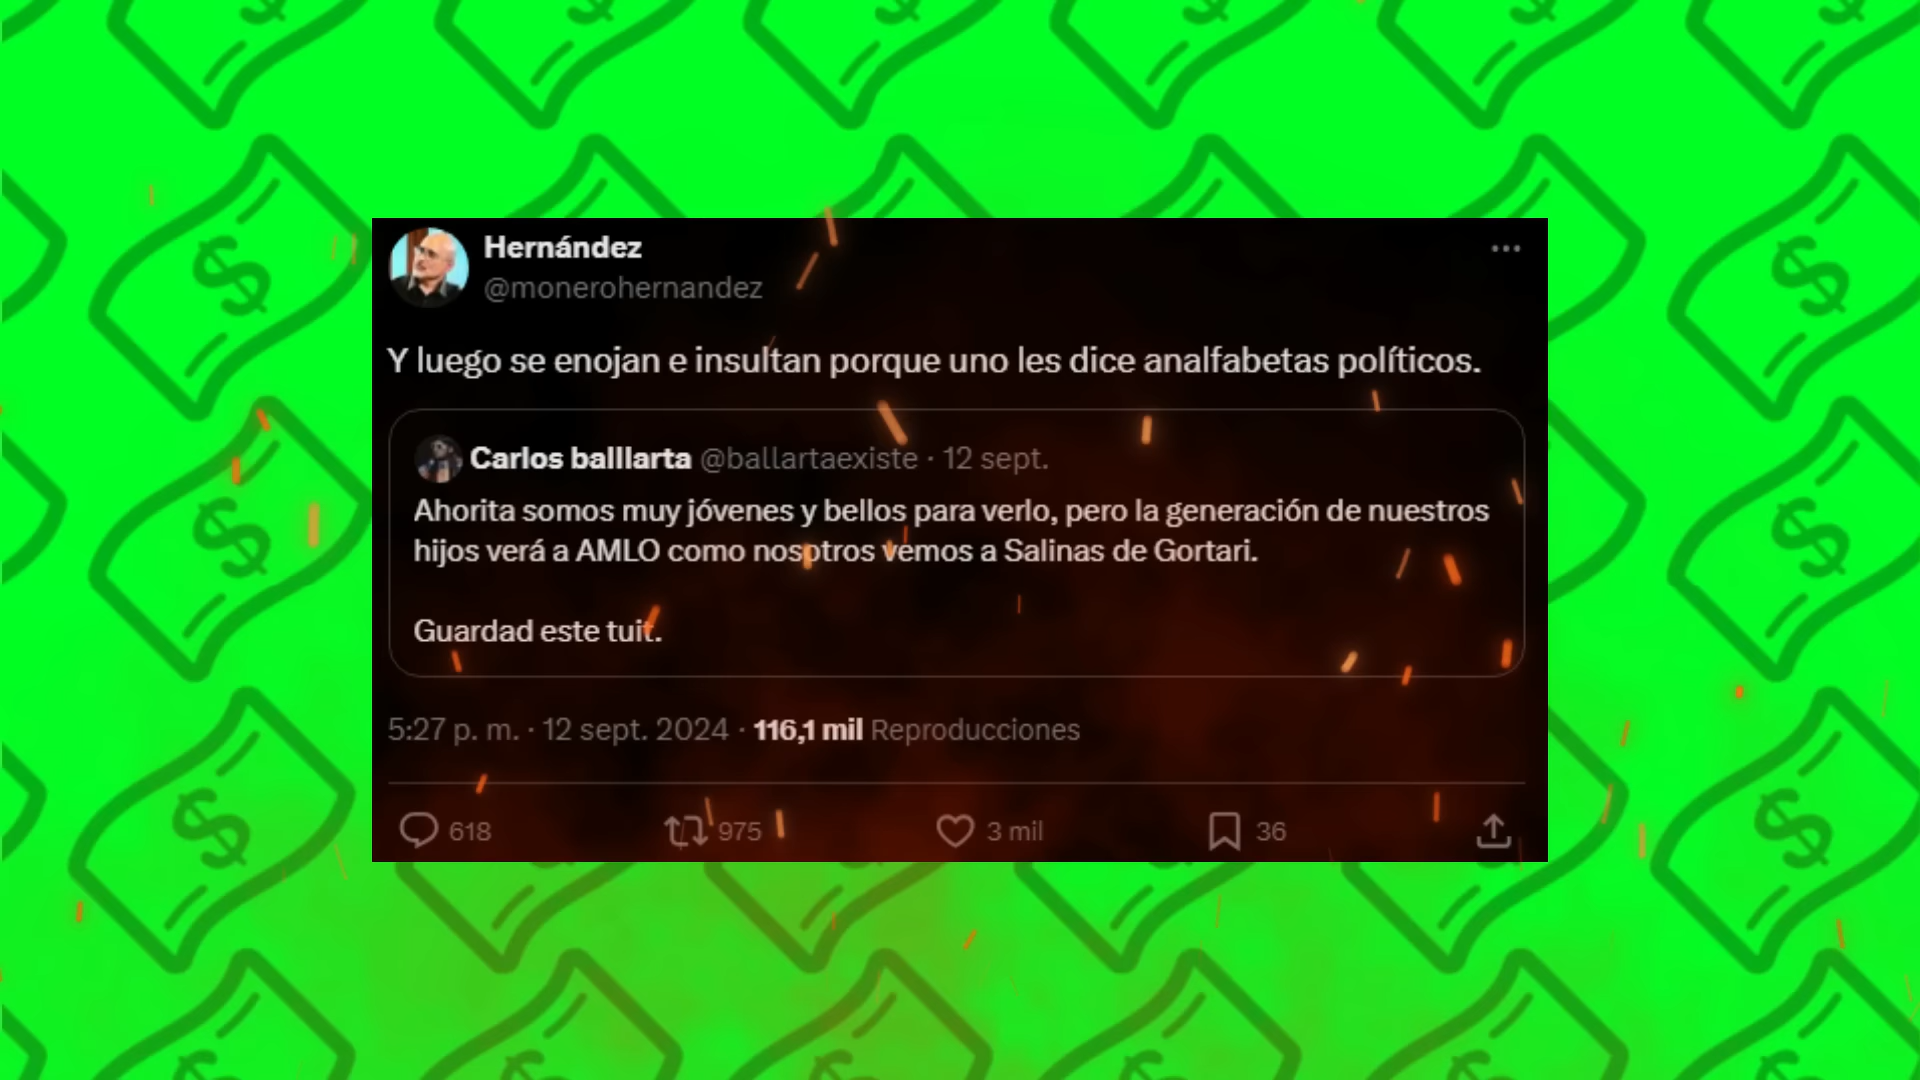 Hernández
@monerohernandez
Y luego se enojan e insultan porque uno les dice analfabetas políticos.
Carlos balllarta @ballartaexiste · 12 sept.
Ahorita somos muy jóvenes y bellos para verlo, pero la generación de nuestros
hijos verá a AMLO como nosotros vemos a Salinas de Gortari.
Guardad este tuit.
5:27 p. m. · 12 sept. 2024 · 116,1 mil Reproducciones
618 975 3 mil 36